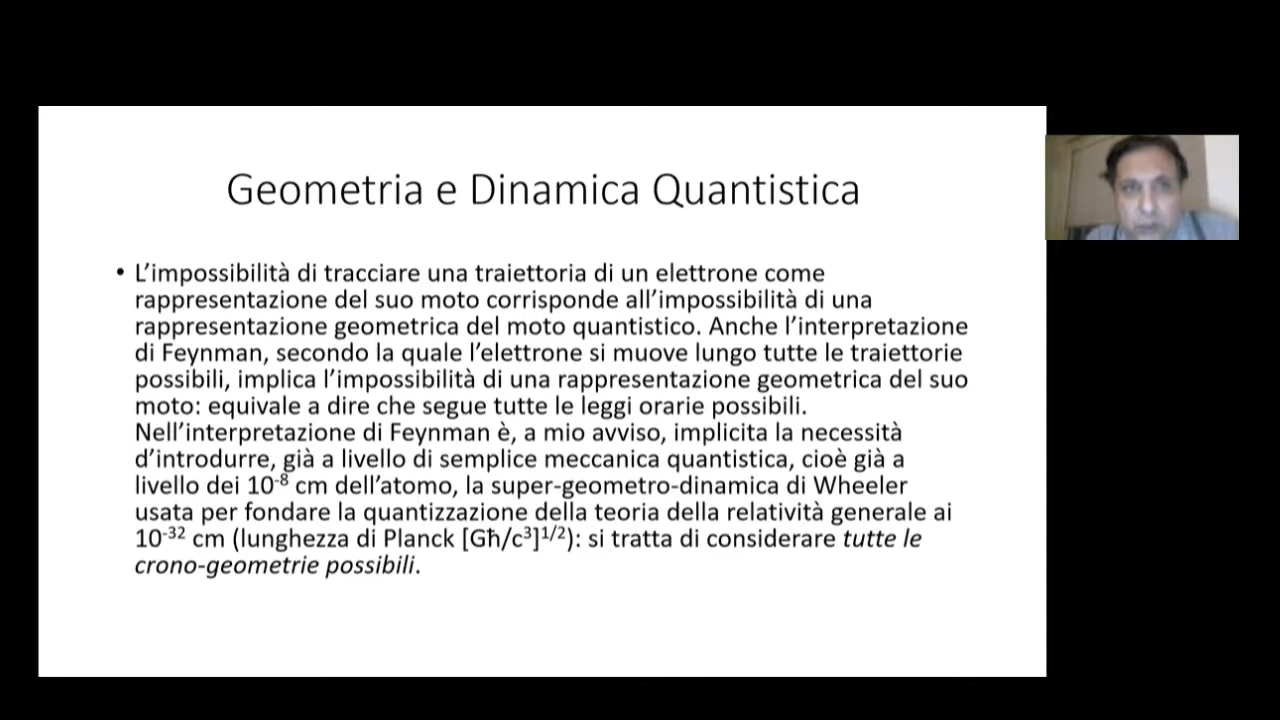 Geometria e Dinamica Quantistica
• L’impossibilità di tracciare una traiettoria di un elettrone come
rappresentazione del suo moto corrisponde all’impossibilità di una
rappresentazione geometrica del moto quantistico. Anche l’interpretazione
di Feynman, secondo la quale l’elettrone si muove lungo tutte le traiettorie
possibili, implica l’impossibilità di una rappresentazione geometrica del suo
moto: equivale a dire che segue tutte le leggi orarie possibili.
Nell’interpretazione di Feynman è, a mio avviso, implicita la necessità
d’introdurre, già a livello di semplice meccanica quantistica, cioè già a
livello dei 10⁻⁸ cm dell’atomo, la super-geometro-dinamica di Wheeler
usata per fondare la quantizzazione della teoria della relatività generale ai
10⁻³² cm (lunghezza di Planck [Għ/c³]¹/²): si tratta di considerare tutte le
crono-geometrie possibili.